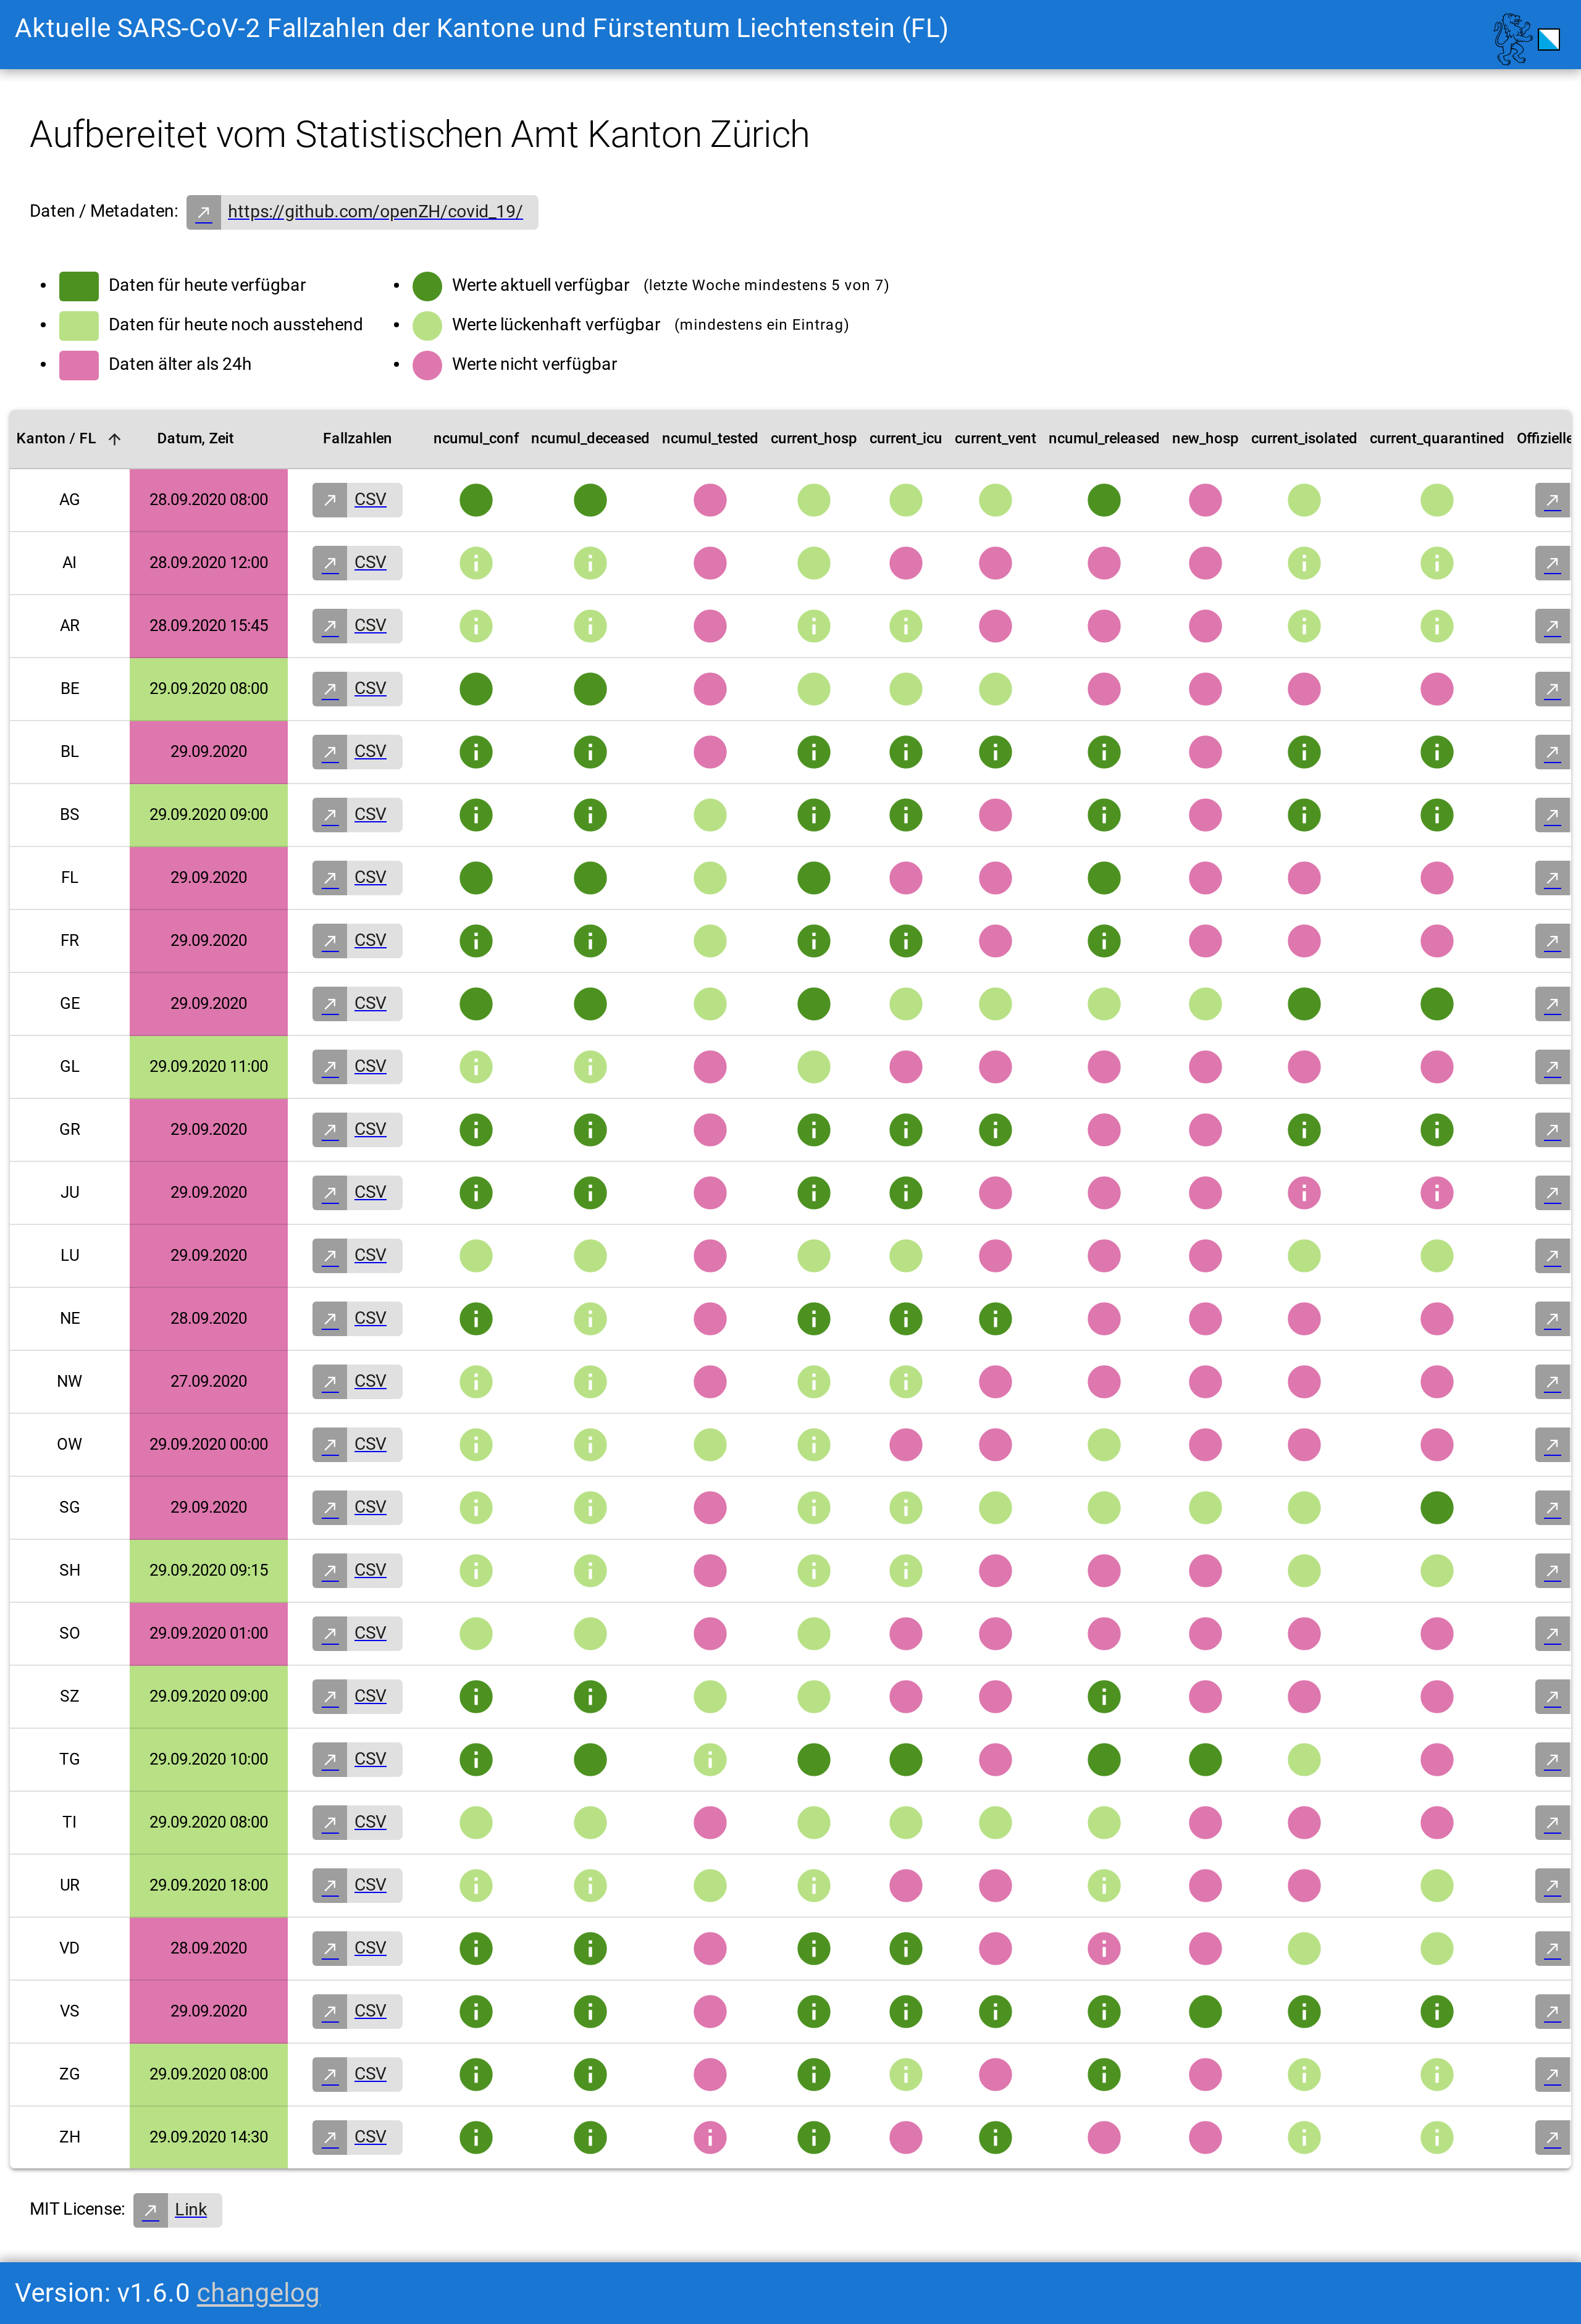 Aktuelle SARS-CoV-2 Fallzahlen der Kantone und Fürstentum Liechtenstein (FL)
Aufbereitet vom Statistischen Amt Kanton Zürich
Daten / Metadaten: https://github.com/openZH/covid_19/
Daten für heute verfügbar
Daten für heute noch ausstehend
Daten älter als 24h
Werte aktuell verfügbar (letzte Woche mindestens 5 von 7)
Werte lückenhaft verfügbar (mindestens ein Eintrag)
Werte nicht verfügbar
Kanton / FL Datum, Zeit Fallzahlen ncumul_conf ncumul_deceased ncumul_tested current_hosp current_icu current_vent ncumul_released new_hosp current_isolated current_quarantined Offizielle
AG 28.09.2020 08:00 CSV
AI 28.09.2020 12:00 CSV
AR 28.09.2020 15:45 CSV
BE 29.09.2020 08:00 CSV
BL 29.09.2020 CSV
BS 29.09.2020 09:00 CSV
FL 29.09.2020 CSV
FR 29.09.2020 CSV
GE 29.09.2020 CSV
GL 29.09.2020 11:00 CSV
GR 29.09.2020 CSV
JU 29.09.2020 CSV
LU 29.09.2020 CSV
NE 28.09.2020 CSV
NW 27.09.2020 CSV
OW 29.09.2020 00:00 CSV
SG 29.09.2020 CSV
SH 29.09.2020 09:15 CSV
SO 29.09.2020 01:00 CSV
SZ 29.09.2020 09:00 CSV
TG 29.09.2020 10:00 CSV
TI 29.09.2020 08:00 CSV
UR 29.09.2020 18:00 CSV
VD 28.09.2020 CSV
VS 29.09.2020 CSV
ZG 29.09.2020 08:00 CSV
ZH 29.09.2020 14:30 CSV
MIT License: Link
Version: v1.6.0 changelog